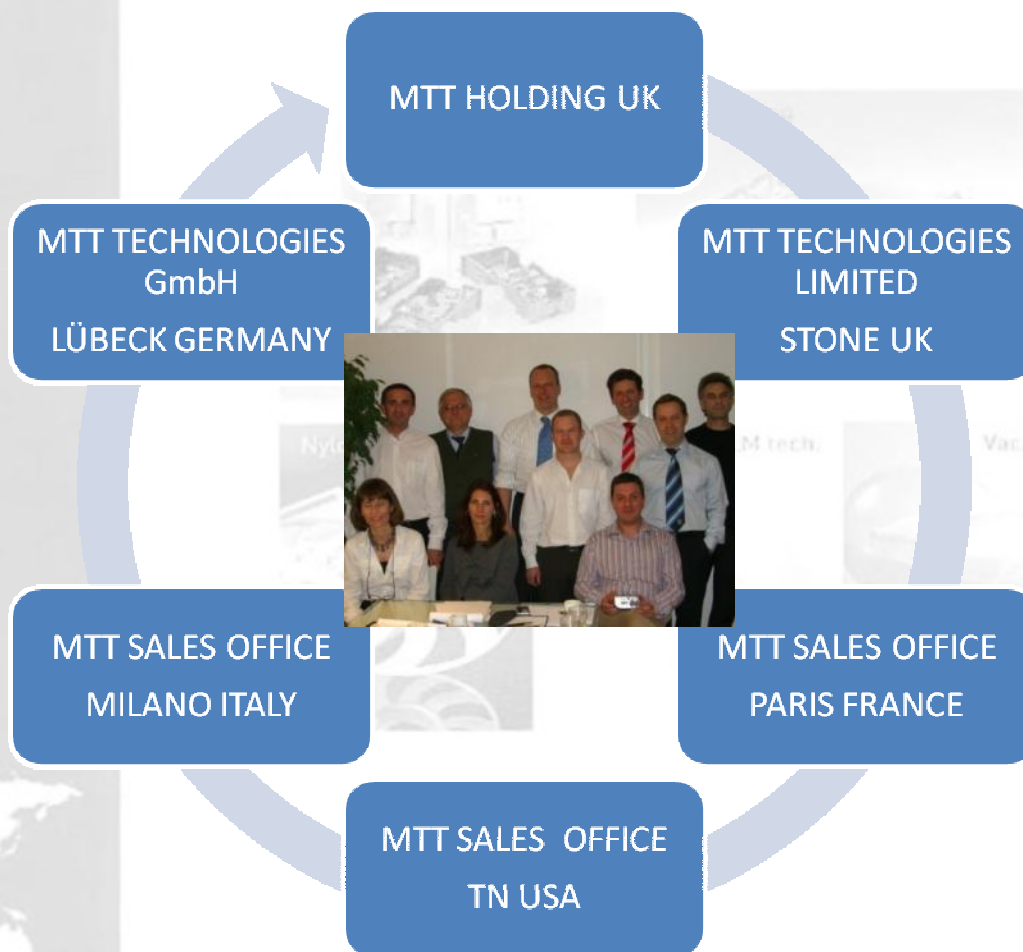 MTT HOLDING UK
MTT TECHNOLOGIES
LIMITED
STONE UK
MTT SALES OFFICE
PARIS FRANCE
MTT SALES OFFICE
TN USA
MTT SALES OFFICE
MILANO ITALY
MTT TECHNOLOGIES
GmbH
LÜBECK GERMANY
M tech.